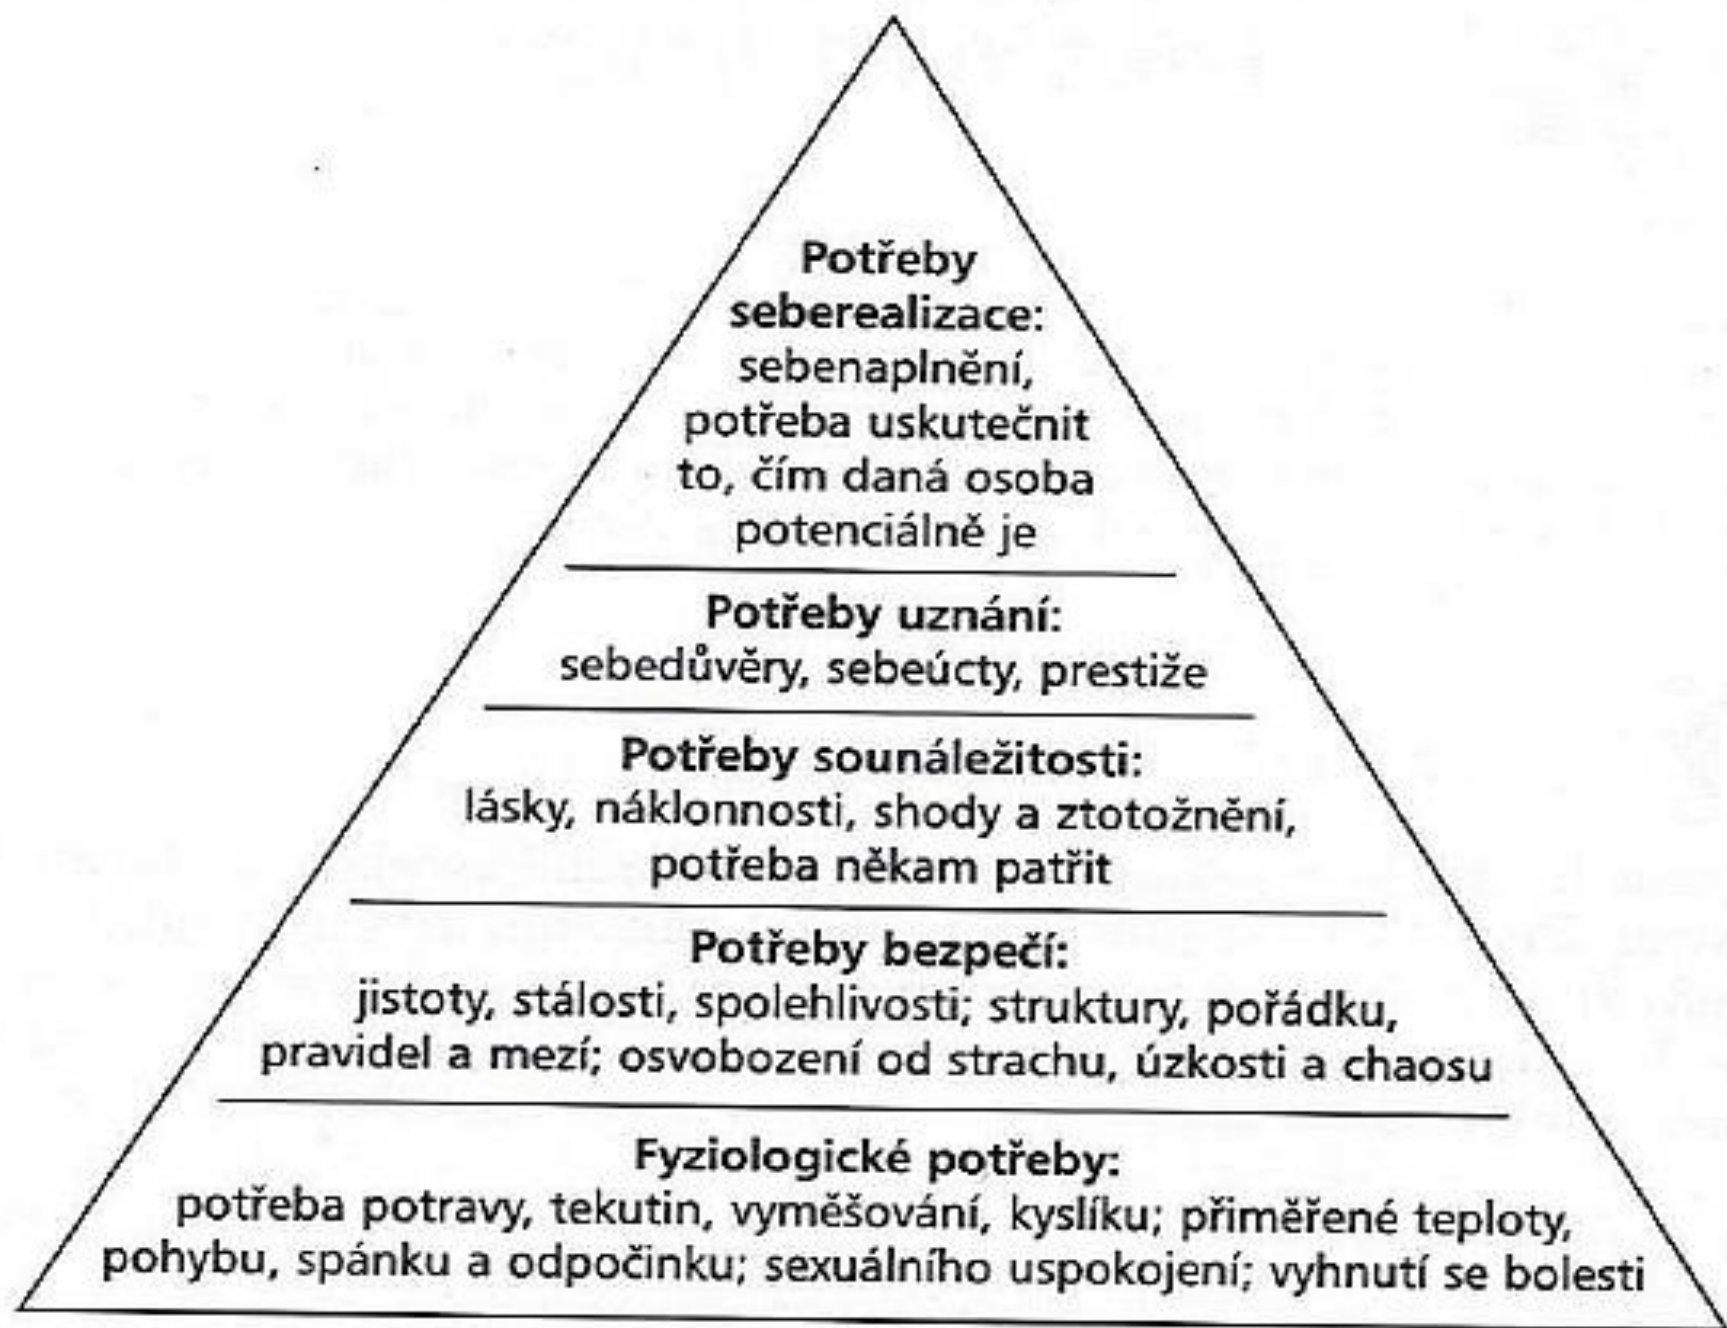 Potřeby
seberealizace:
sebenaplnění,
potřeba uskutečnit
to, čím daná osoba
potenciálně je
Potřeby uznání:
sebedůvěry, sebeúcty, prestiže
Potřeby sounáležitosti:
lásky, náklonnosti, shody a ztotožnění,
potřeba někam patřit
Potřeby bezpečí:
jistoty, stálosti, spolehlivosti; struktury, pořádku,
pravidel a mezí; osvobození od strachu, úzkosti a chaosu
Fyziologické potřeby:
potřeba potravy, tekutin, vyměšování, kyslíku; přiměřené teploty,
pohybu, spánku a odpočinku; sexuálního uspokojení; vyhnutí se bolesti